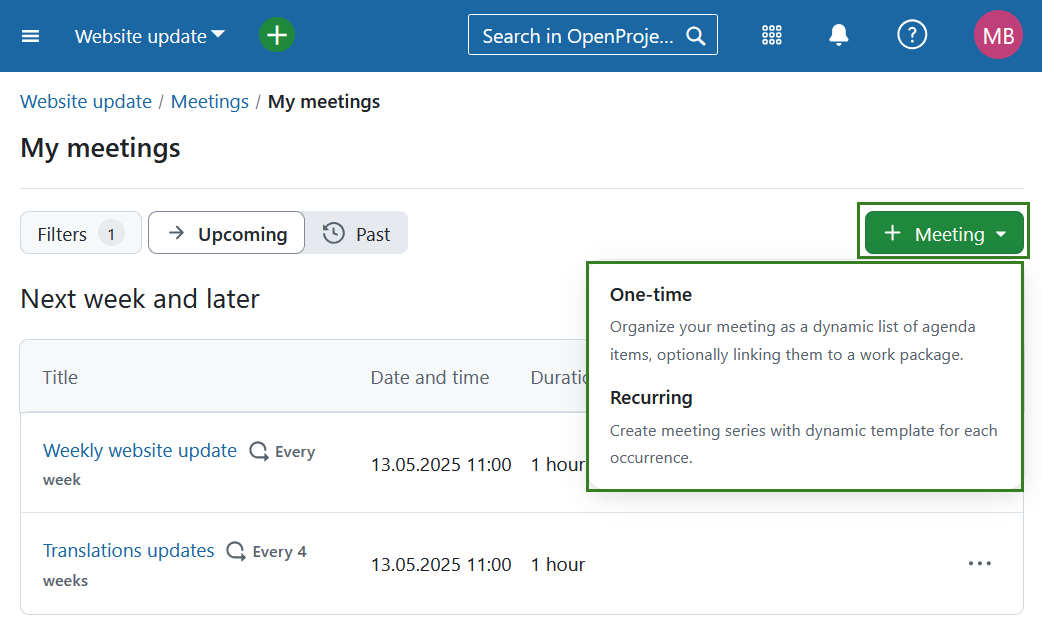 Website update
Search in OpenProje...
MB
Website update / Meetings / My meetings
My meetings
Filters 1
Upcoming
Past
+ Meeting
One-time
Organize your meeting as a dynamic list of agenda
items, optionally linking them to a work package.
Recurring
Create meeting series with dynamic template for each
occurrence.
Next week and later
Title Date and time Duratio
Weekly website update Every
week
13.05.2025 11:00 1 hour
Translations updates Every 4
weeks
13.05.2025 11:00 1 hour